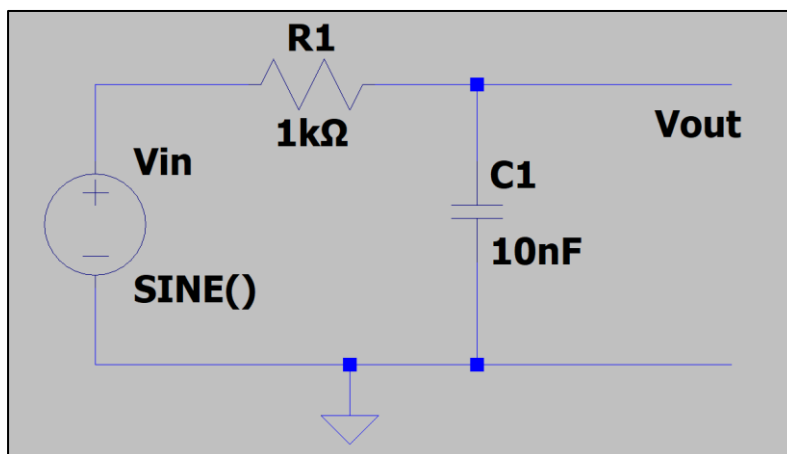 R1
1kΩ
Vout
Vin
C1
10nF
SINE()